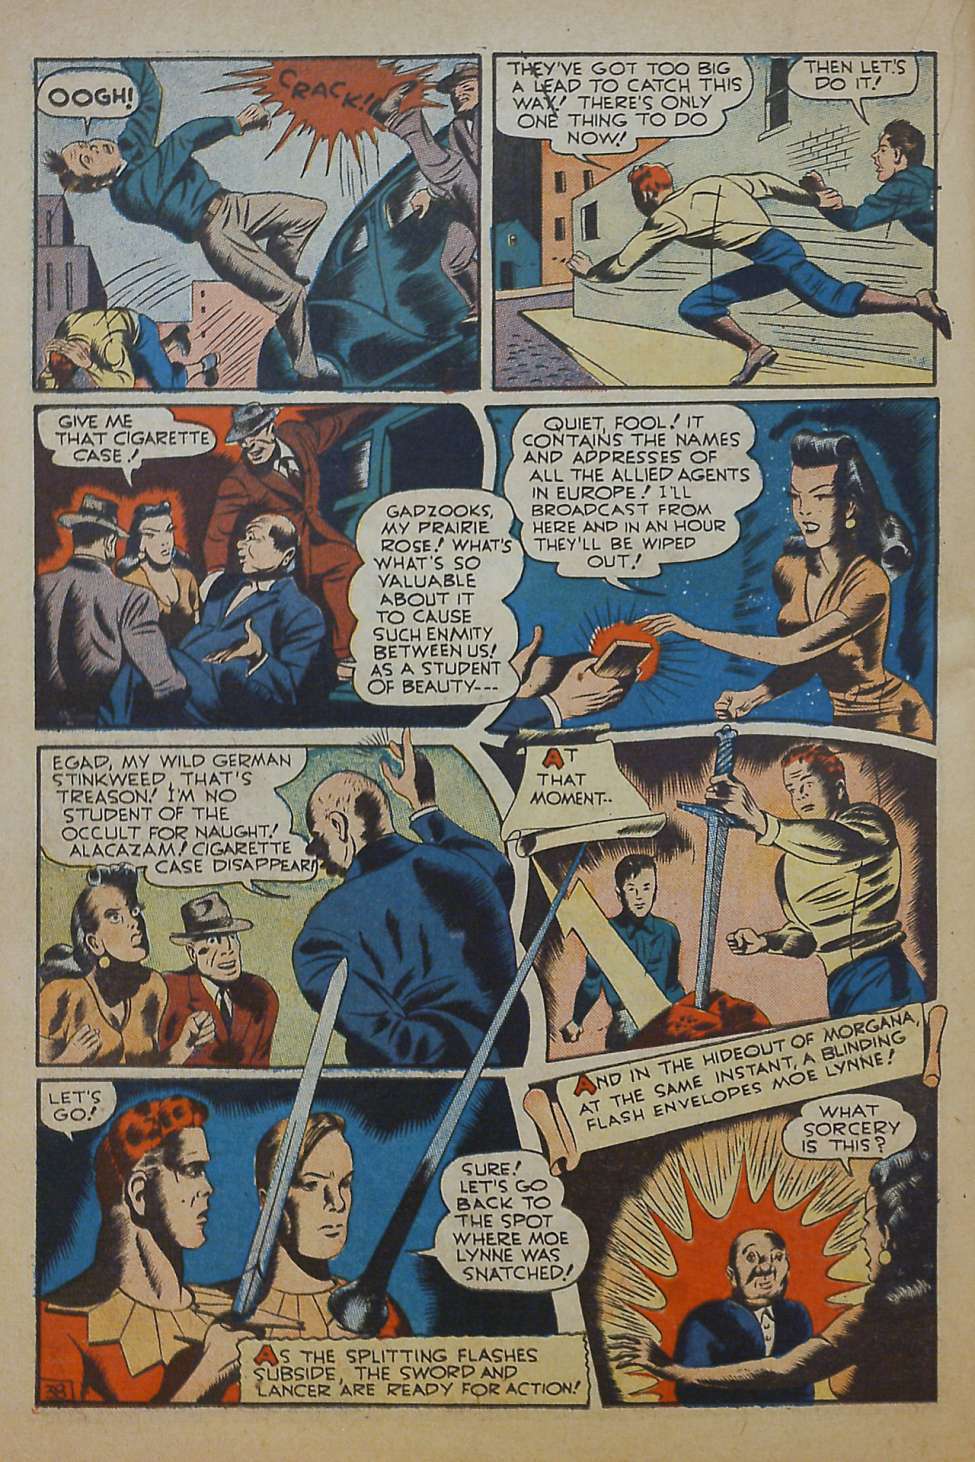 OOGH!
CRACK!!
THEY'VE GOT TOO BIG
A LEAD TO CATCH THIS
WAY! THERE'S ONLY
ONE THING TO DO
NOW!
THEN LET'S
DO IT!
GIVE ME
THAT CIGARETTE
CASE!
GADZOOKS,
MY PRAIRIE
ROSE! WHAT'S
WHAT'S SO
VALUABLE
ABOUT IT
TO CAUSE
SUCH ENMITY
BETWEEN US!
AS A STUDENT
OF BEAUTY---
QUIET, FOOL! IT
CONTAINS THE NAMES
AND ADDRESSES OF
ALL THE ALLIED AGENTS
IN EUROPE! I'LL
BROADCAST FROM
HERE AND IN AN HOUR
THEY'LL BE WIPED
OUT!
EGAD, MY WILD GERMAN
STINKWEED, THAT'S
TREASON! I'M NO
STUDENT OF THE
OCCULT FOR NAUGHT!
ALACAZAM! CIGARETTE
CASE DISAPPEAR!
AT
THAT
MOMENT--
LET'S
GO!
SURE!
LET'S GO
BACK TO
THE SPOT
WHERE MOE
LYNNE WAS
SNATCHED!
AS THE SPLITTING FLASHES
SUBSIDE, THE SWORD AND
LANCER ARE READY FOR ACTION!
38
AND IN THE HIDEOUT OF MORGANA,
AT THE SAME INSTANT, A BLINDING
FLASH ENVELOPES MOE LYNNE!
WHAT
SORCERY
IS THIS?